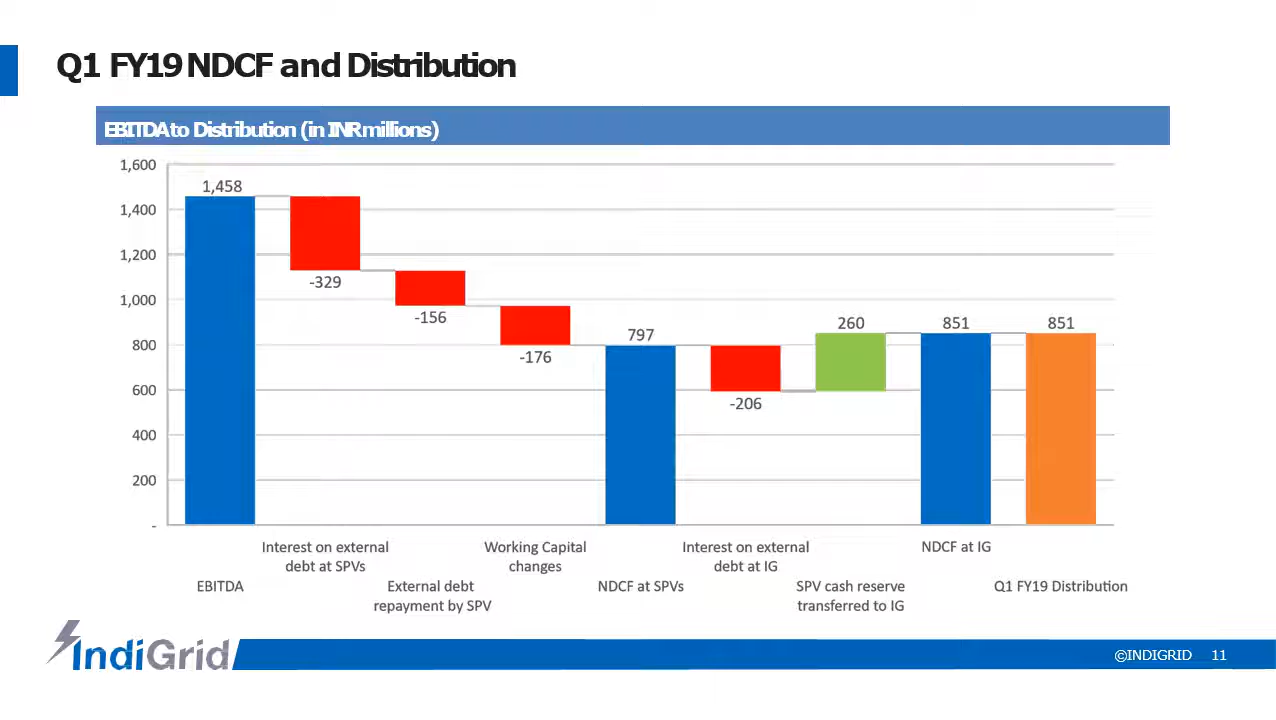 Q1 FY19 NDCF and Distribution
EBITDA to Distribution (in INR millions)
1,600
1,400
1,200
1,000
800
600
400
200
-
1,458
-329
-156
-176
797
-206
260
851
851
EBITDA
Interest on external
debt at SPVs
External debt
repayment by SPV
Working Capital
changes
NDCF at SPVs
Interest on external
debt at IG
SPV cash reserve
transferred to IG
NDCF at IG
Q1 FY19 Distribution
IndiGrid
©INDIGRID 11